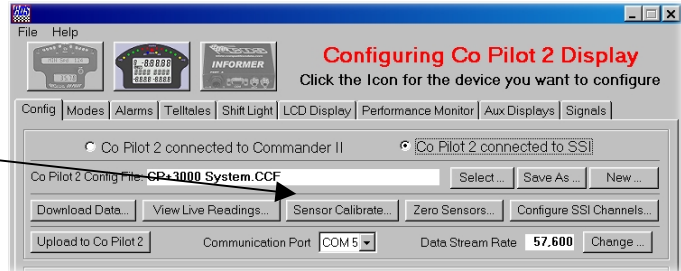 File Help
INFORMER
Configuring Co Pilot 2 Display
Click the Icon for the device you want to configure
Config Modes Alarms Telltales Shift Light LCD Display Performance Monitor Aux Displays Signals
Co Pilot 2 connected to Commander II Co Pilot 2 connected to SSI
Co Pilot 2 Config File: CP+3000 System.CCF Select ... Save As ... New ...
Download Data... View Live Readings... Sensor Calibrate... Zero Sensors... Configure SSI Channels...
Upload to Co Pilot 2 Communication Port COM 5 Data Stream Rate 57,600 Change ...